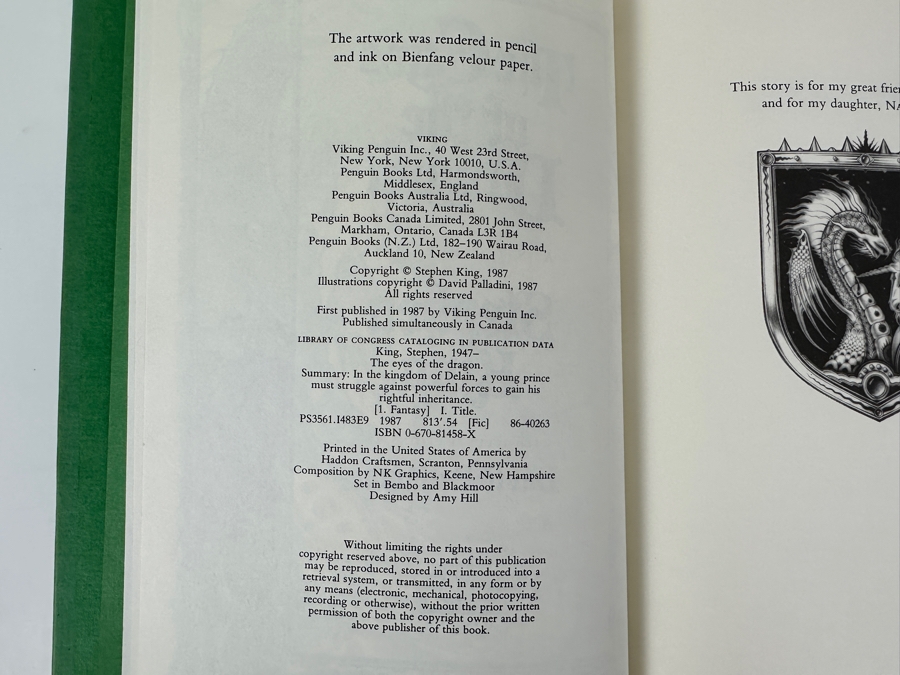 The artwork was rendered in pencil
and ink on Bienfang velour paper.
VIKING
Viking Penguin Inc., 40 West 23rd Street,
New York, New York 10010, U.S.A.
Penguin Books Ltd, Harmondsworth,
Middlesex, England
Penguin Books Australia Ltd, Ringwood,
Victoria, Australia
Penguin Books Canada Limited, 2801 John Street,
Markham, Ontario, Canada L3R 1B4
Penguin Books (N.Z.) Ltd, 182–190 Wairau Road,
Auckland 10, New Zealand
Copyright © Stephen King, 1987
Illustrations copyright © David Palladini, 1987
All rights reserved
First published in 1987 by Viking Penguin Inc.
Published simultaneously in Canada
LIBRARY OF CONGRESS CATALOGING IN PUBLICATION DATA
King, Stephen, 1947–
The eyes of the dragon.
Summary: In the kingdom of Delain, a young prince
must struggle against powerful forces to gain his
rightful inheritance.
[1. Fantasy] I. Title.
PS3561.I483E9 1987 813'.54 [Fic] 86-40263
ISBN 0-670-81458-X
Printed in the United States of America by
Haddon Craftsmen, Scranton, Pennsylvania
Composition by NK Graphics, Keene, New Hampshire
Set in Bembo and Blackmoor
Designed by Amy Hill
Without limiting the rights under
copyright reserved above, no part of this publication
may be reproduced, stored in or introduced into a
retrieval system, or transmitted, in any form or by
any means (electronic, mechanical, photocopying,
recording or otherwise), without the prior written
permission of both the copyright owner and the
above publisher of this book.
This story is for my great
and for my daughter,